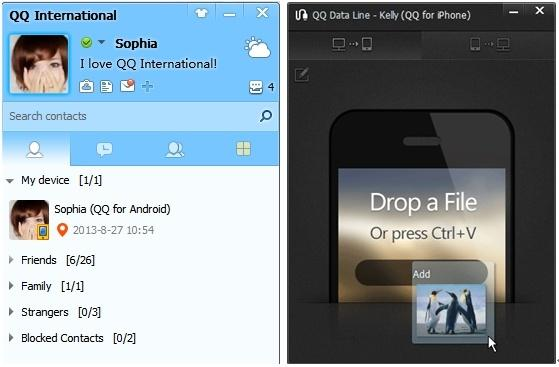 QQ International
Sophia
I love QQ International!
4
Search contacts
My device [1/1]
Sophia (QQ for Android)
2013-8-27 10:54
Friends [6/26]
Family [1/1]
Strangers [0/3]
Blocked Contacts [0/2]
QQ Data Line - Kelly (QQ for iPhone)
Drop a File
Or press Ctrl+V
Add